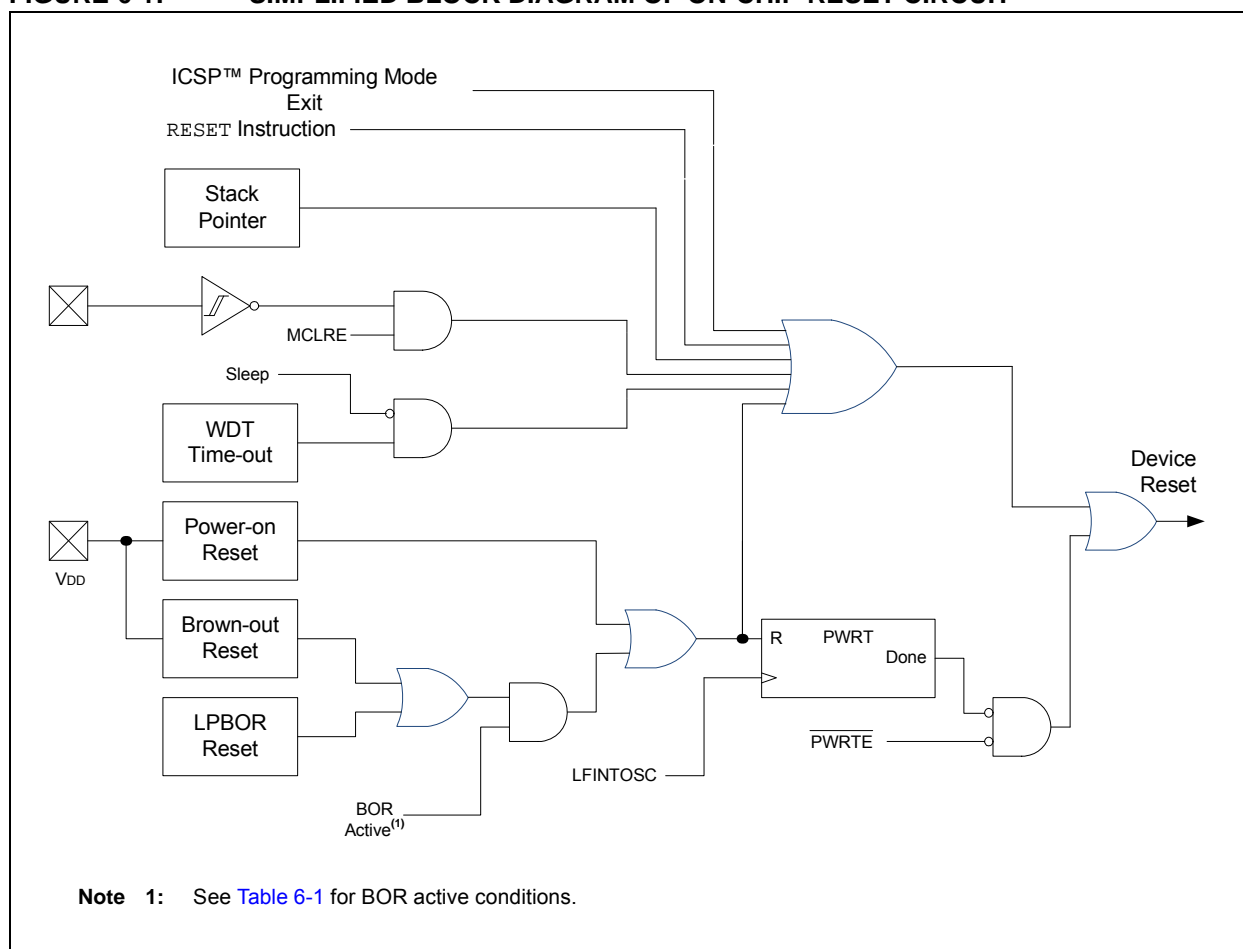 ICSP™ Programming Mode
Exit
RESET Instruction
Stack
Pointer
MCLRE
Sleep
WDT
Time-out
Device
Reset
Power-on
Reset
VDD
Brown-out
Reset
R PWRT
Done
LPBOR
Reset
PWRTE
LFINTOSC
BOR
Active(1)
Note 1: See Table 6-1 for BOR active conditions.